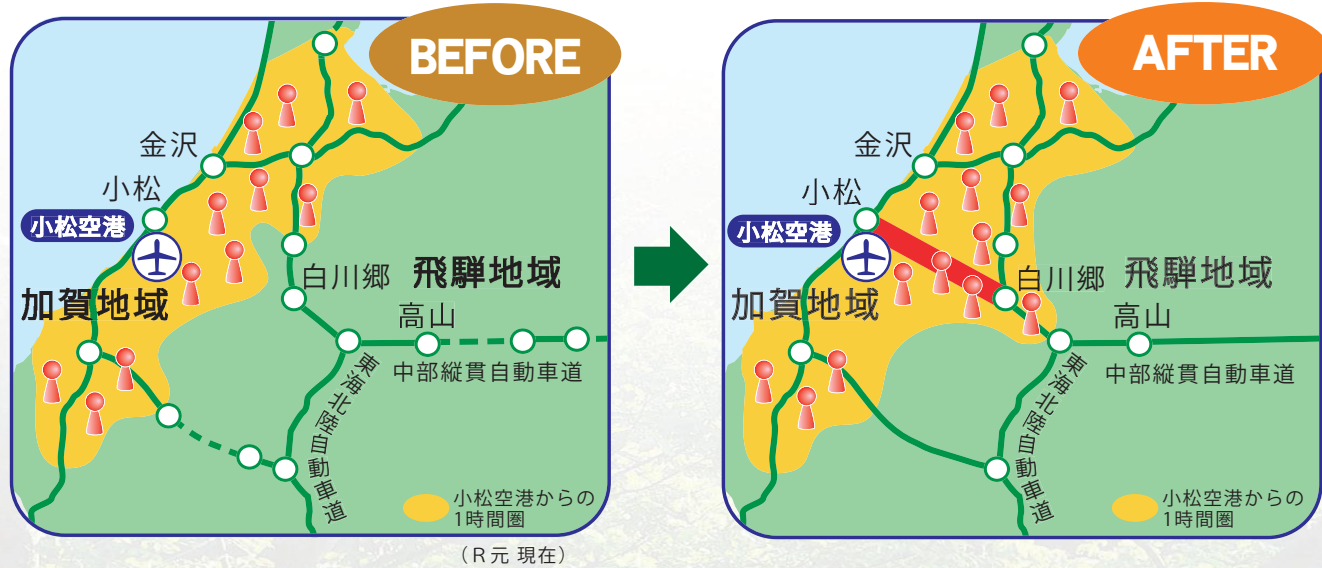 BEFORE
金沢
小松
小松空港
白川郷
飛騨地域
加賀地域
高山
中部縦貫自動車道
東海北陸自動車道
小松空港からの
1時間圏
(R元 現在)
AFTER
金沢
小松
小松空港
白川郷
飛騨地域
加賀地域
高山
中部縦貫自動車道
東海北陸自動車道
小松空港からの
1時間圏